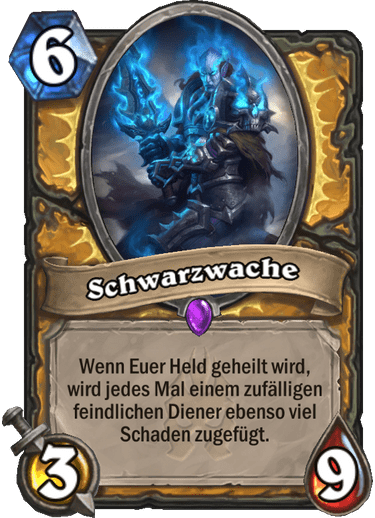 6
Schwarzwache
Wenn Euer Held geheilt wird,
wird jedes Mal einem zufälligen
feindlichen Diener ebenso viel
Schaden zugefügt.
3
9